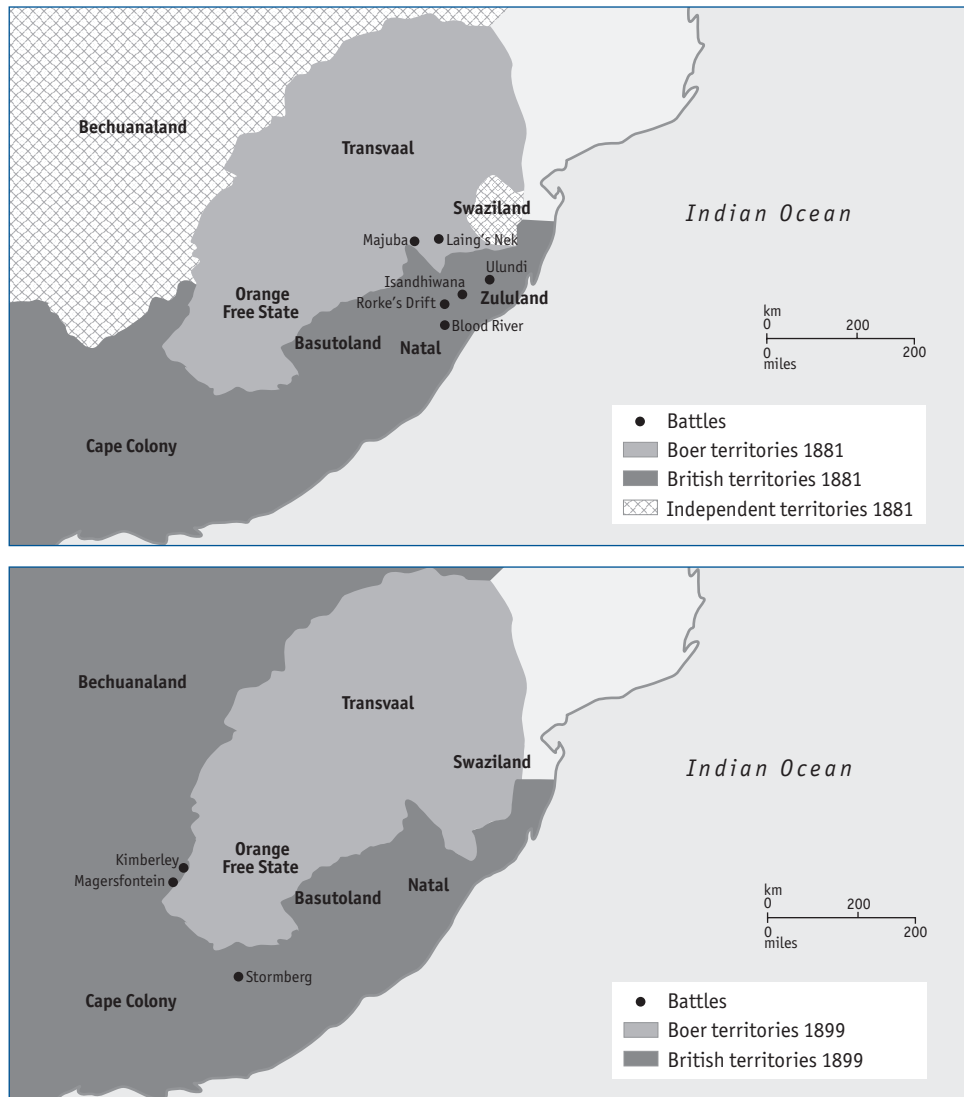 Bechuanaland
Transvaal
Swaziland
Indian Ocean
Majuba
Laing's Nek
Ulundi
Isandhiwana
Zululand
Rorke's Drift
Orange
Free State
Blood River
Basutoland
Natal
Cape Colony
km
0 200
0 200
miles
Battles
Boer territories 1881
British territories 1881
Independent territories 1881
Bechuanaland
Transvaal
Swaziland
Indian Ocean
Kimberley
Magersfontein
Orange
Free State
Basutoland
Natal
Stormberg
Cape Colony
km
0 200
0 200
miles
Battles
Boer territories 1899
British territories 1899